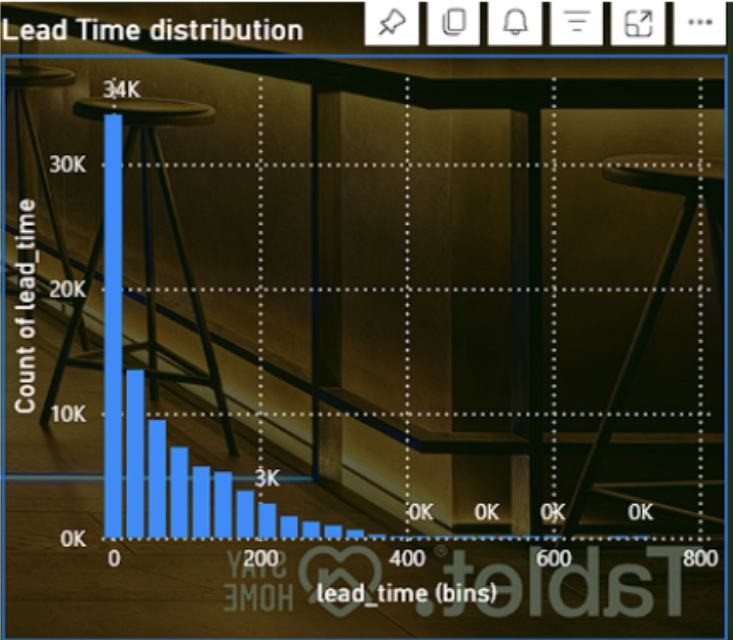 Lead Time distribution
34K
30K
20K
10K
0K
3K
0K
0K
0K
0K
0
200
400
600
800
Count of lead_time
lead_time (bins)
STAY
HOME
Tablet.®